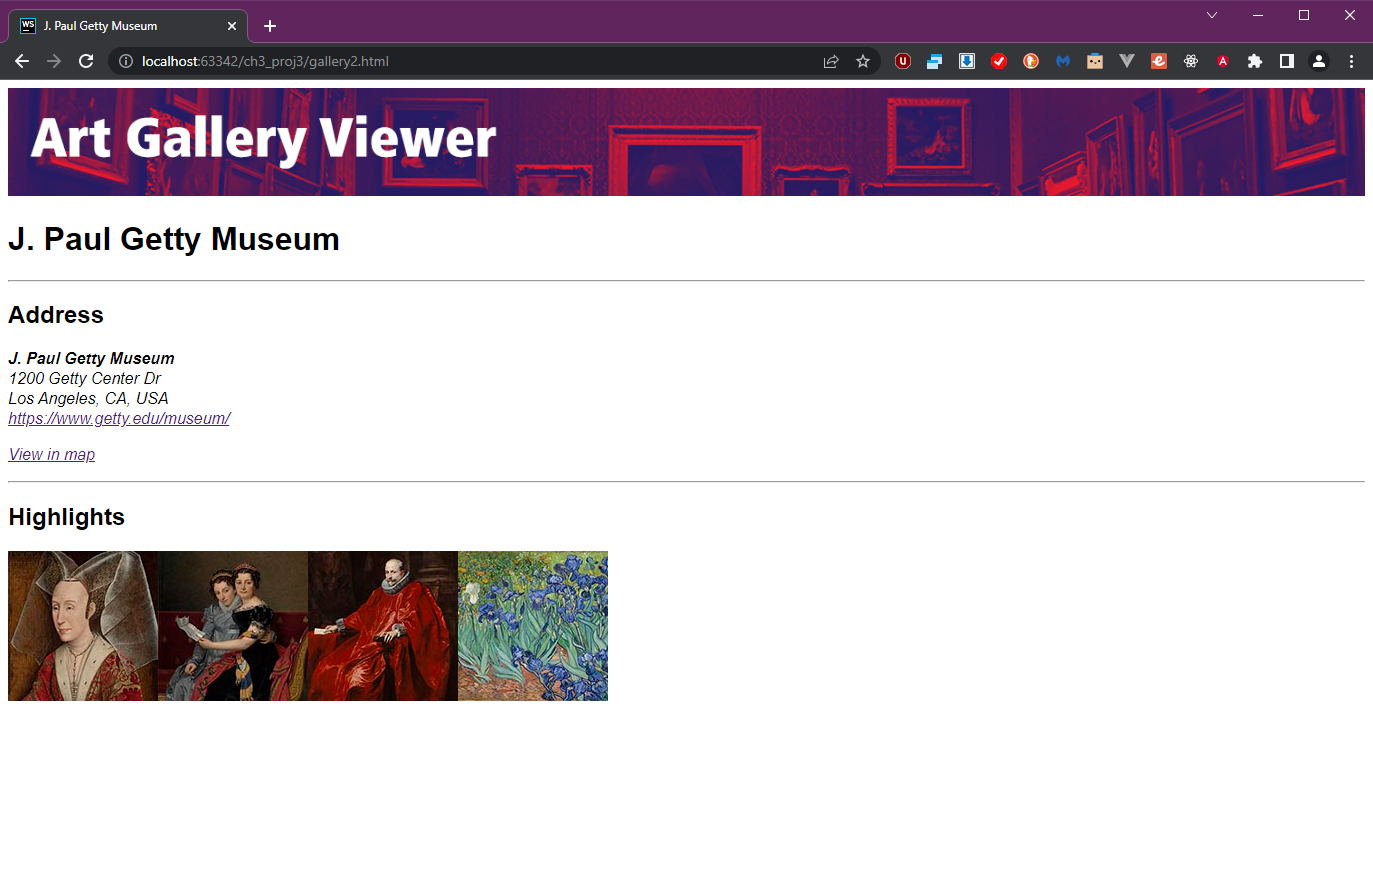 WS J. Paul Getty Museum
localhost:63342/ch3_proj3/gallery2.html
Art Gallery Viewer
J. Paul Getty Museum
Address
J. Paul Getty Museum
1200 Getty Center Dr
Los Angeles, CA, USA
https://www.getty.edu/museum/
View in map
Highlights